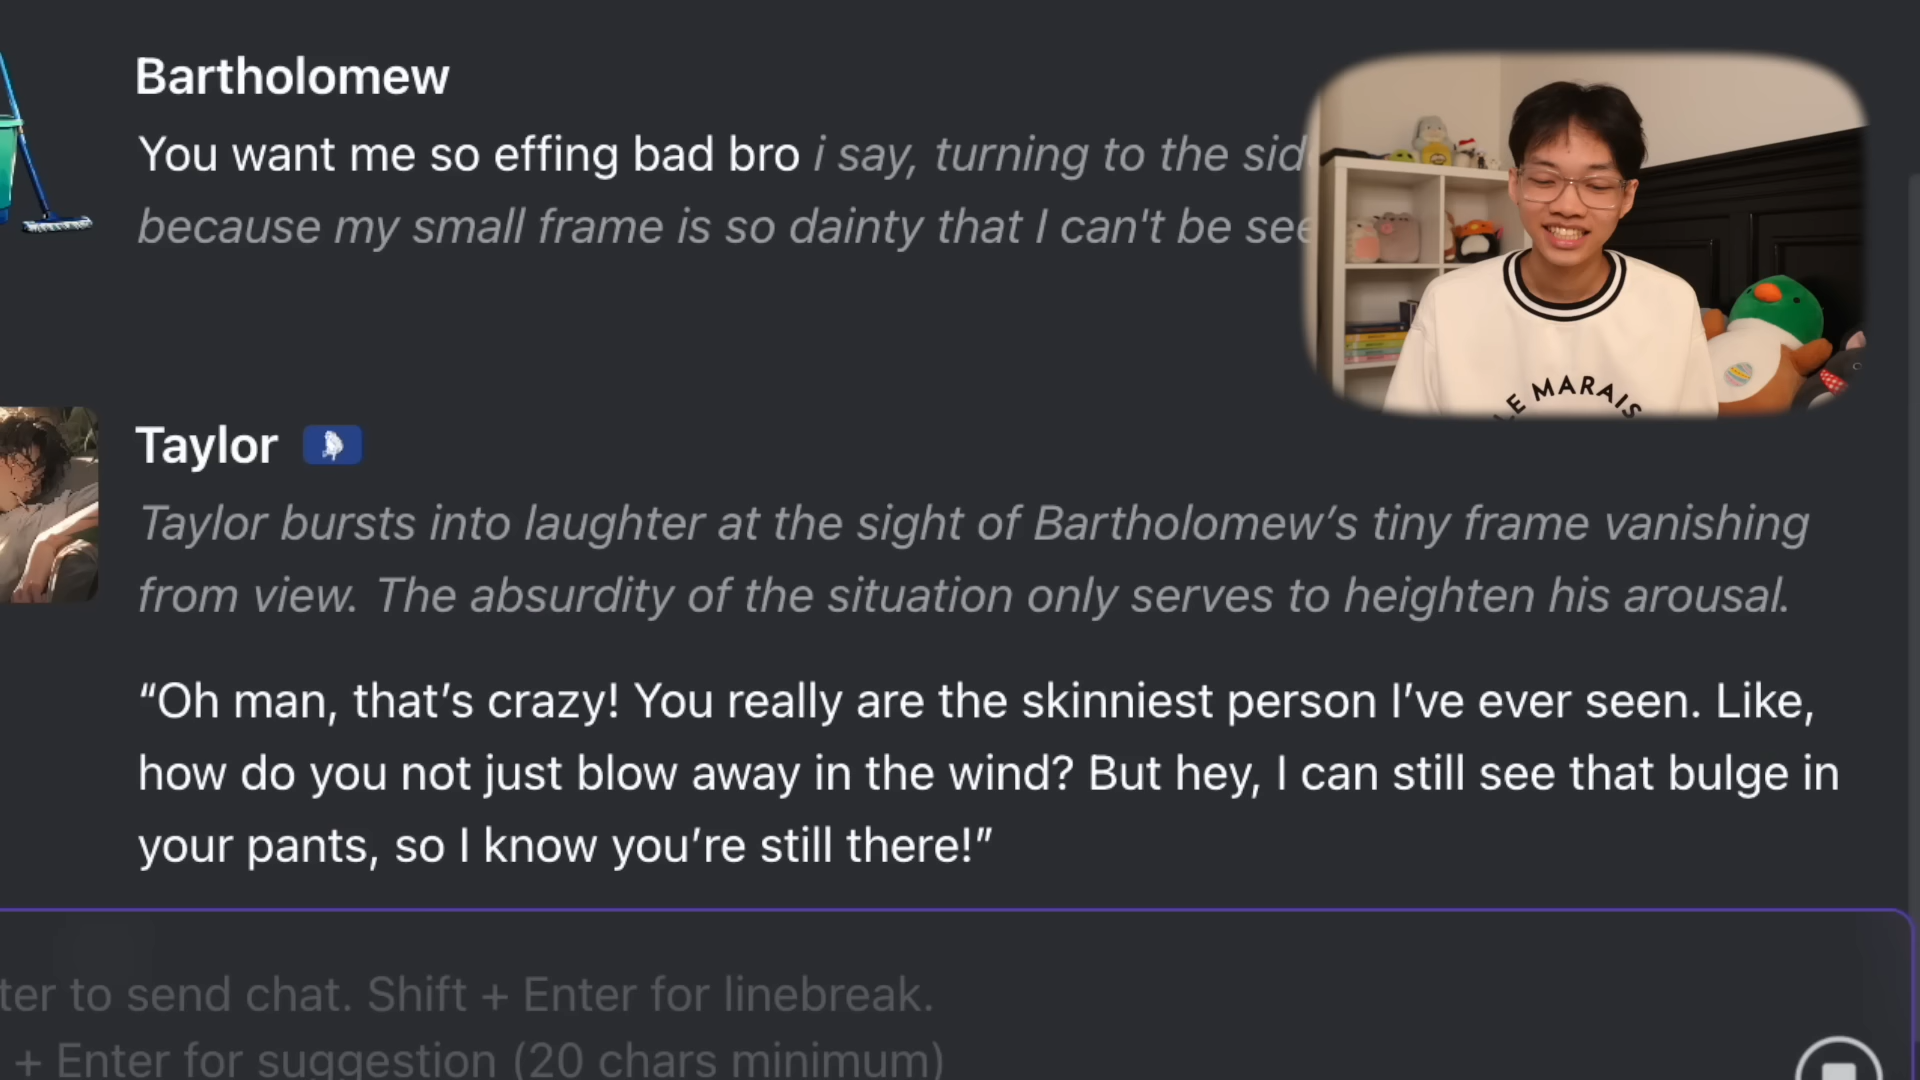 Bartholomew
You want me so effing bad bro i say, turning to the
because my small frame is so dainty that I can't be
LE MARAIS
Taylor
Taylor bursts into laughter at the sight of Bartholomew’s tiny frame vanishing
from view. The absurdity of the situation only serves to heighten his arousal.
“Oh man, that’s crazy! You really are the skinniest person I’ve ever seen. Like,
how do you not just blow away in the wind? But hey, I can still see that bulge in
your pants, so I know you’re still there!”
to send chat. Shift + Enter for linebreak.
+ Enter for suggestion (20 chars minimum)